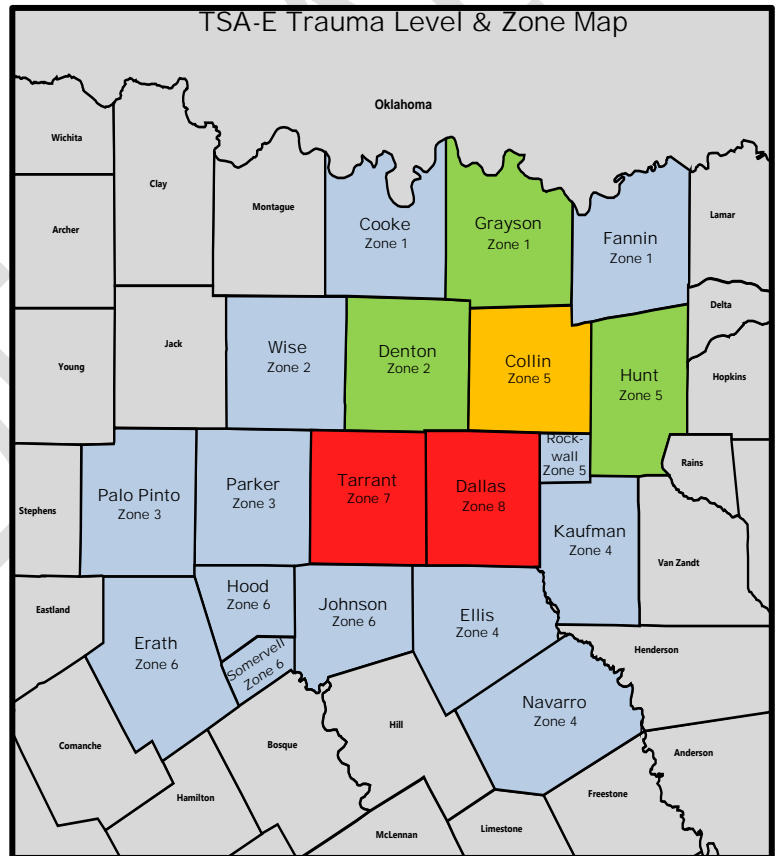 TSA-E Trauma Level & Zone Map
Oklahoma
Wichita
Clay
Montague
Archer
Cooke
Zone 1
Grayson
Zone 1
Fannin
Zone 1
Lamar
Delta
Young
Jack
Wise
Zone 2
Denton
Zone 2
Collin
Zone 5
Hunt
Zone 5
Hopkins
Rock-
wall
Zone 5
Rains
Stephens
Palo Pinto
Zone 3
Parker
Zone 3
Tarrant
Zone 7
Dallas
Zone 8
Kaufman
Zone 4
Van Zandt
Eastland
Erath
Zone 6
Hood
Zone 6
Somervell
Zone 6
Johnson
Zone 6
Ellis
Zone 4
Henderson
Navarro
Zone 4
Comanche
Bosque
Hill
Anderson
Hamilton
Freestone
McLennan
Limestone